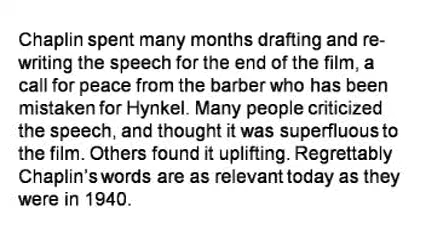 Chaplin spent many months drafting and re-
writing the speech for the end of the film, a
call for peace from the barber who has been
mistaken for Hynkel. Many people criticized
the speech, and thought it was superfluous to
the film. Others found it uplifting. Regrettably
Chaplin's words are as relevant today as they
were in 1940.